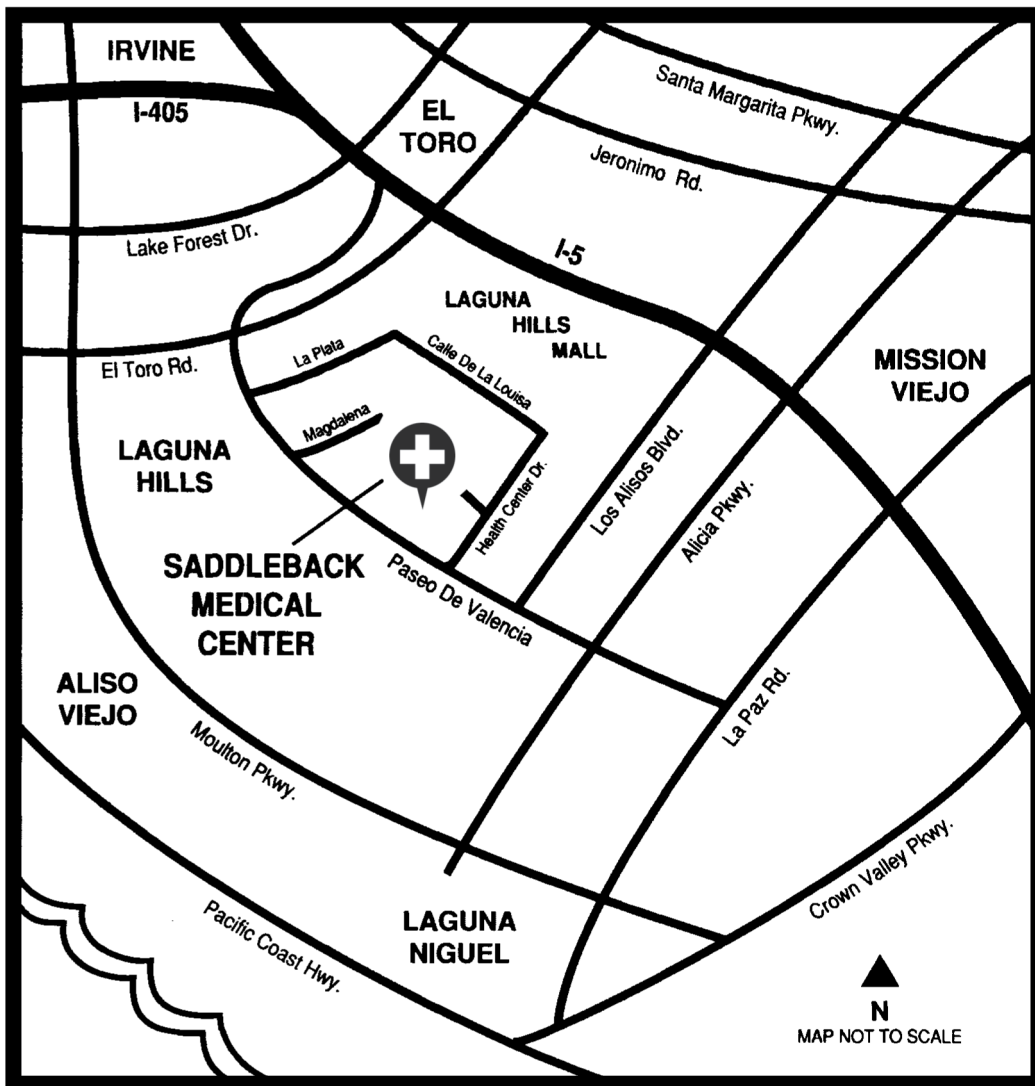 IRVINE
I-405
EL
TORO
Santa Margarita Pkwy.
Jeronimo Rd.
Lake Forest Dr.
I-5
LAGUNA
HILLS
MALL
El Toro Rd.
La Plata
Calle De La Louisa
MISSION
VIEJO
Magdalena
LAGUNA
HILLS
Health Center Dr.
Los Alisos Blvd.
Alicia Pkwy.
SADDLEBACK
MEDICAL
CENTER
Paseo De Valencia
ALISO
VIEJO
La Paz Rd.
Moulton Pkwy.
Crown Valley Pkwy.
Pacific Coast Hwy.
LAGUNA
NIGUEL
N
MAP NOT TO SCALE